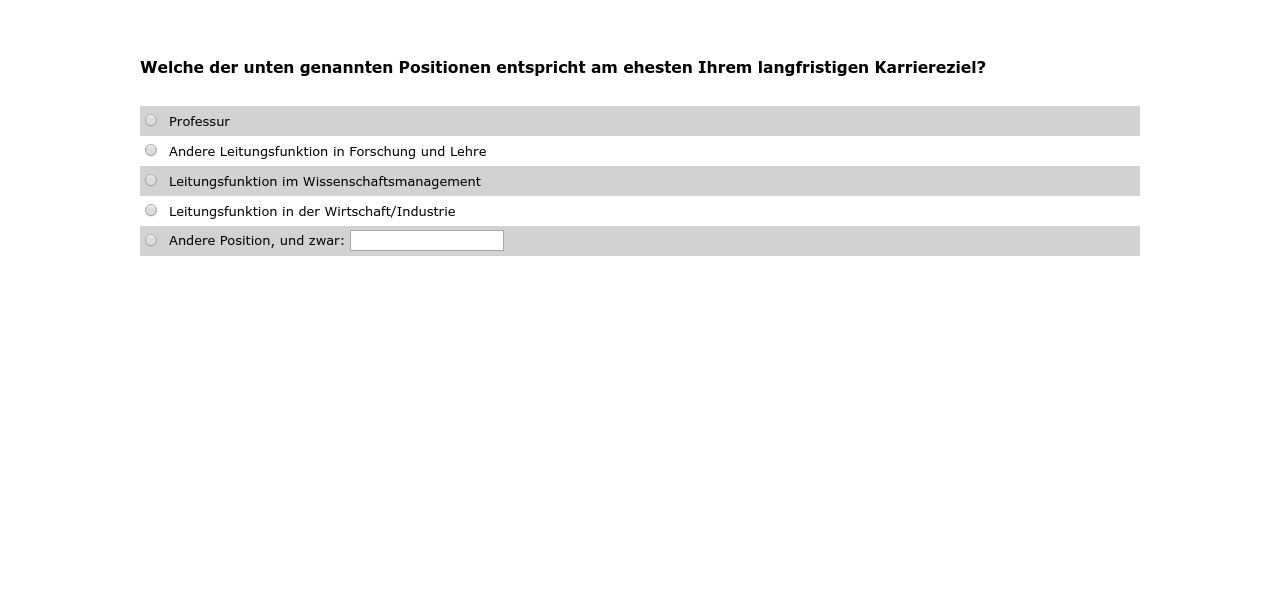 Welche der unten genannten Positionen entspricht am ehesten Ihrem langfristigen Karriereziel?
Professur
Andere Leitungsfunktion in Forschung und Lehre
Leitungsfunktion im Wissenschaftsmanagement
Leitungsfunktion in der Wirtschaft/Industrie
Andere Position, und zwar: